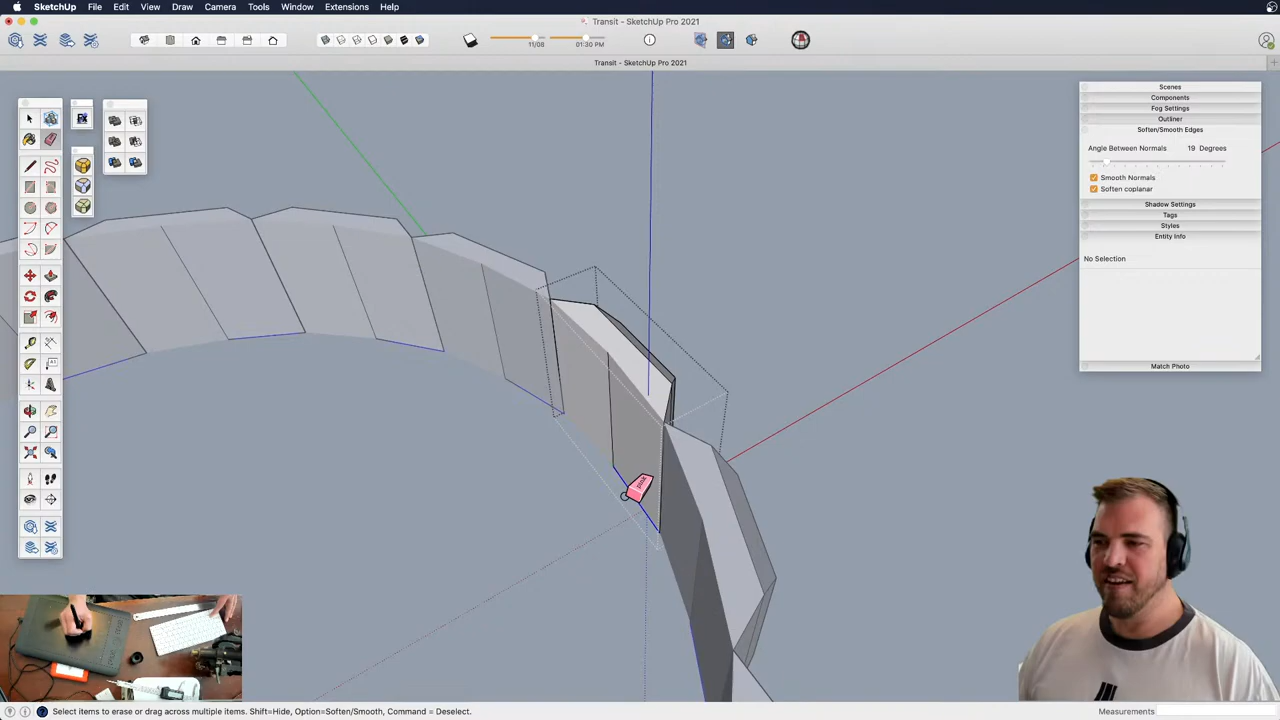 SketchUp File Edit View Draw Camera Tools Window Extensions Help
Transit - SketchUp Pro 2021
11/08 01:30 PM
Transit - SketchUp Pro 2021
Scenes
Components
Fog Settings
Outliner
Soften/Smooth Edges
Angle Between Normals 19 Degrees
Smooth Normals
Soften coplanar
Shadow Settings
Tags
Styles
Entity Info
No Selection
Match Photo
Select items to erase or drag across multiple items. Shift=Hide, Option=Soften/Smooth, Command = Deselect.
Measurements